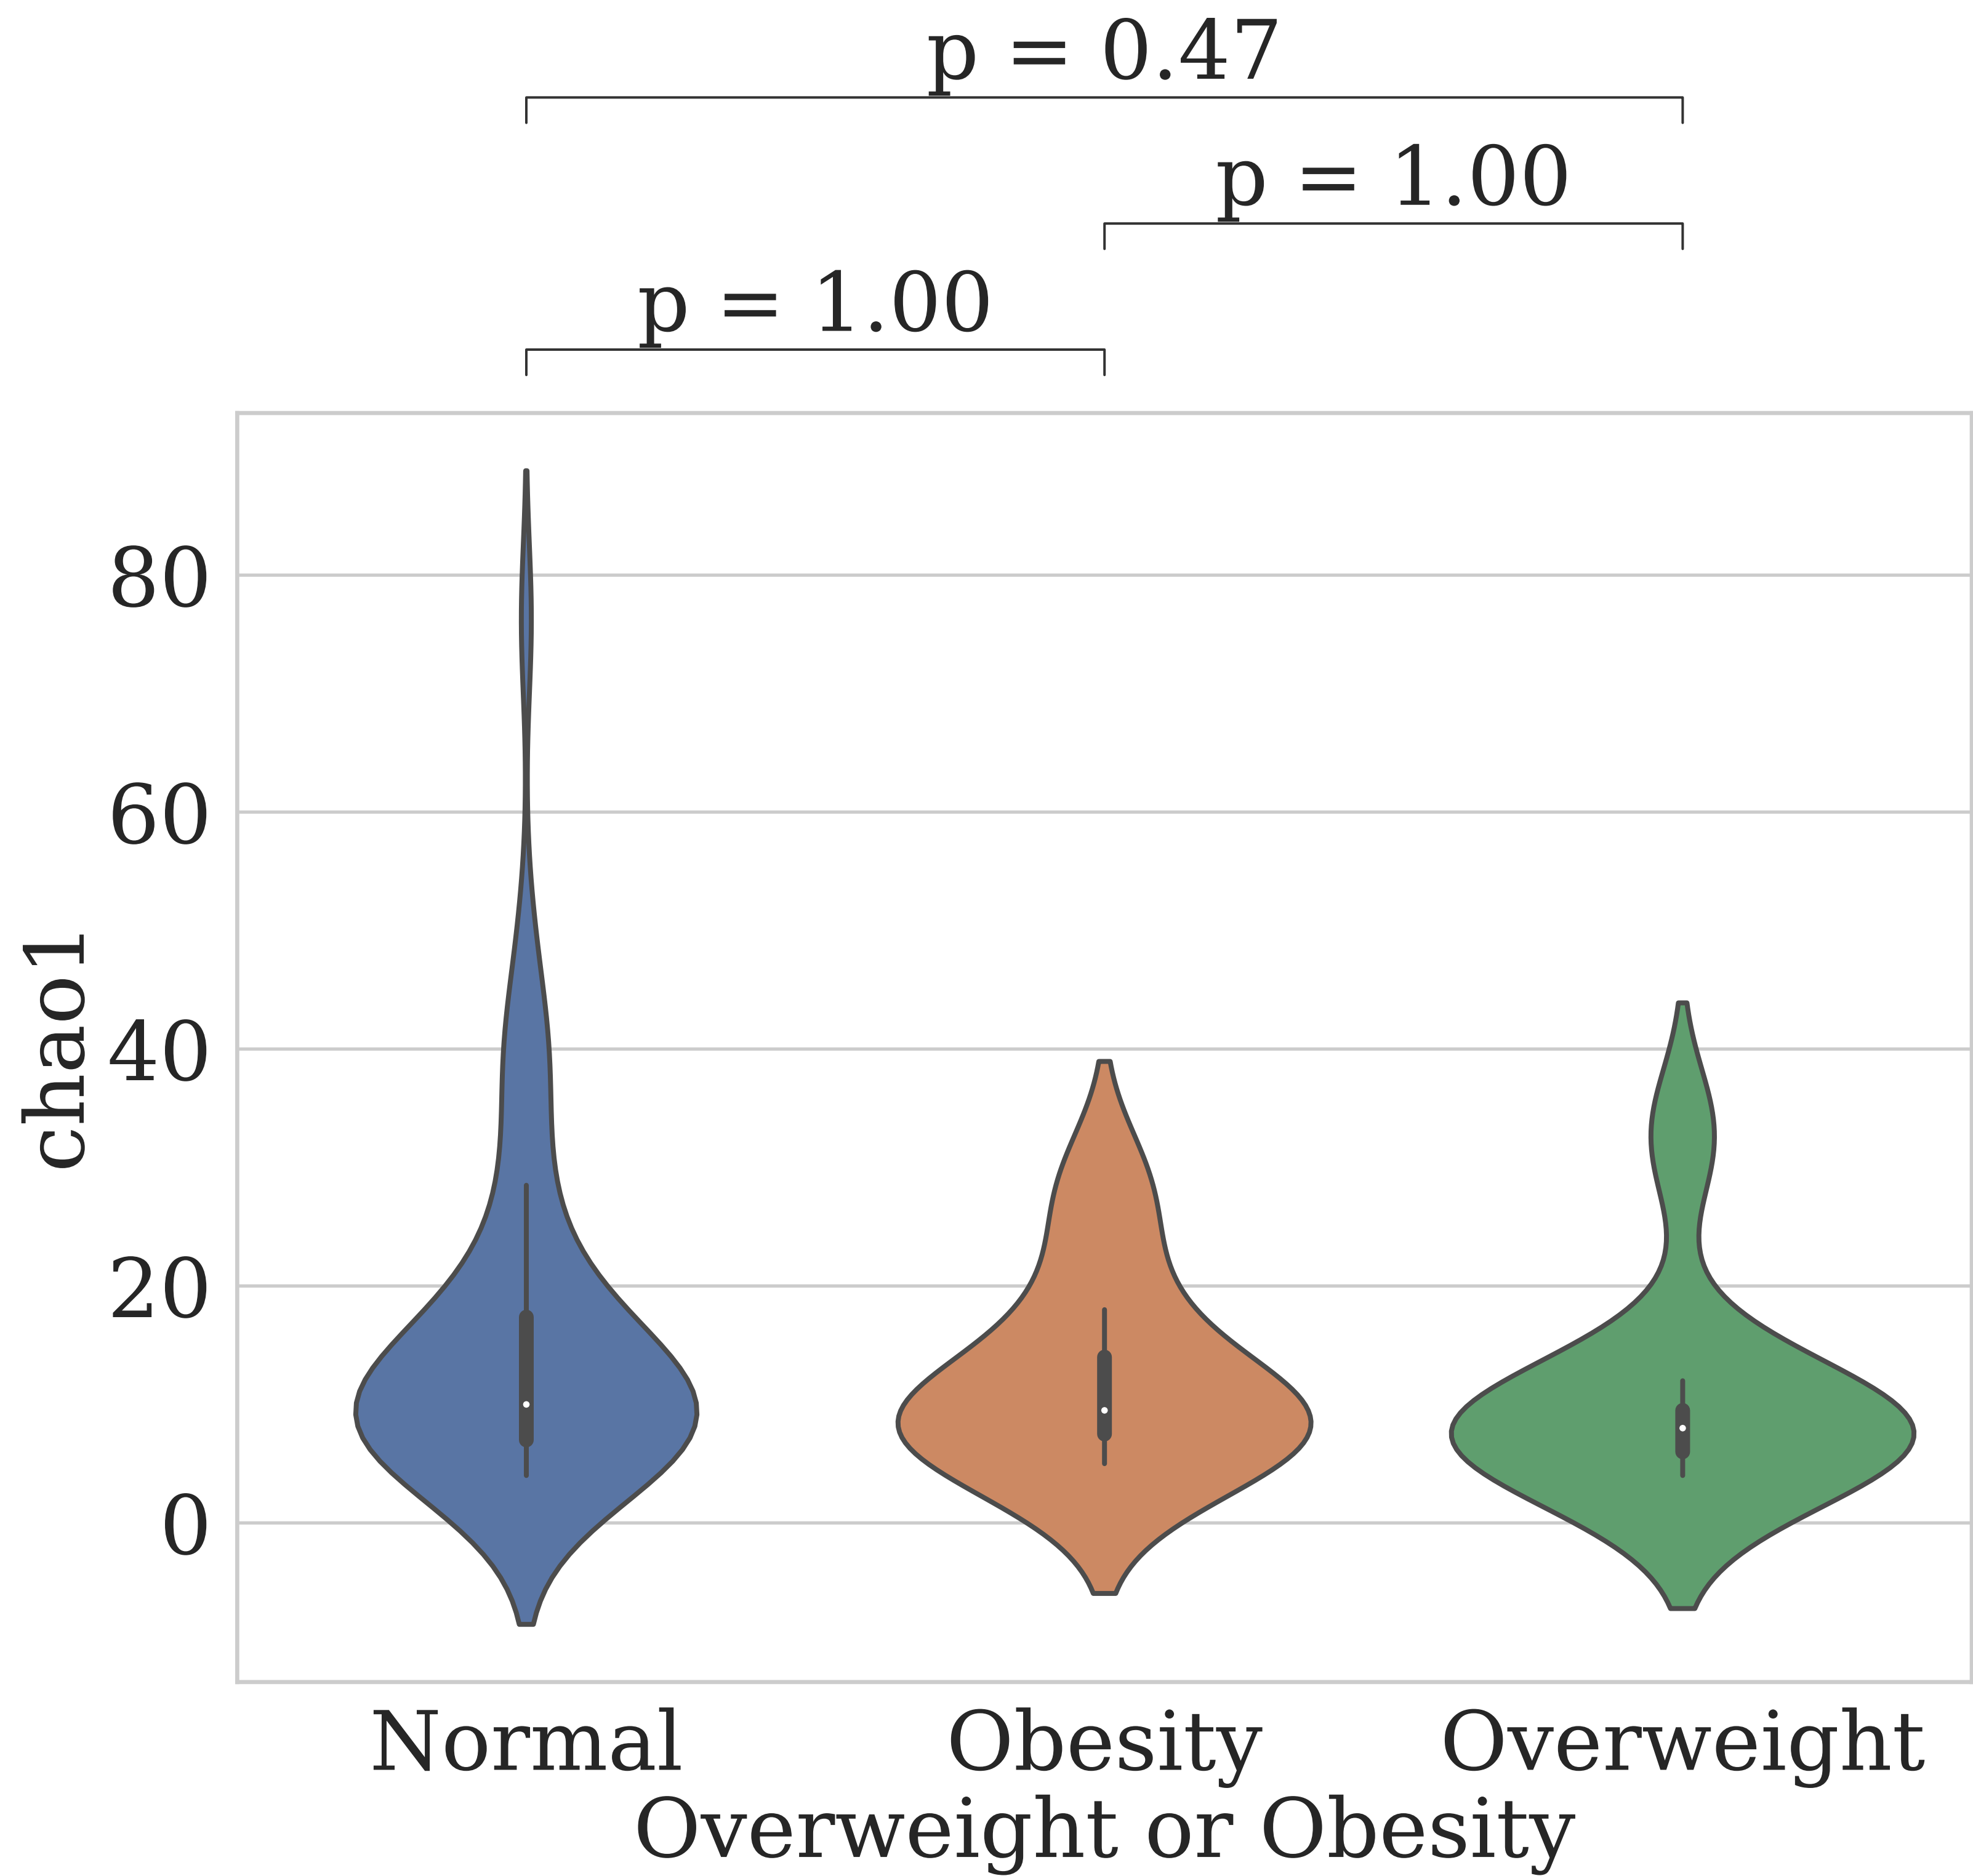 p = 0.47
p = 1.00
p = 1.00
80
60
40
20
0
chao1
Normal Obesity Overweight
Overweight or Obesity